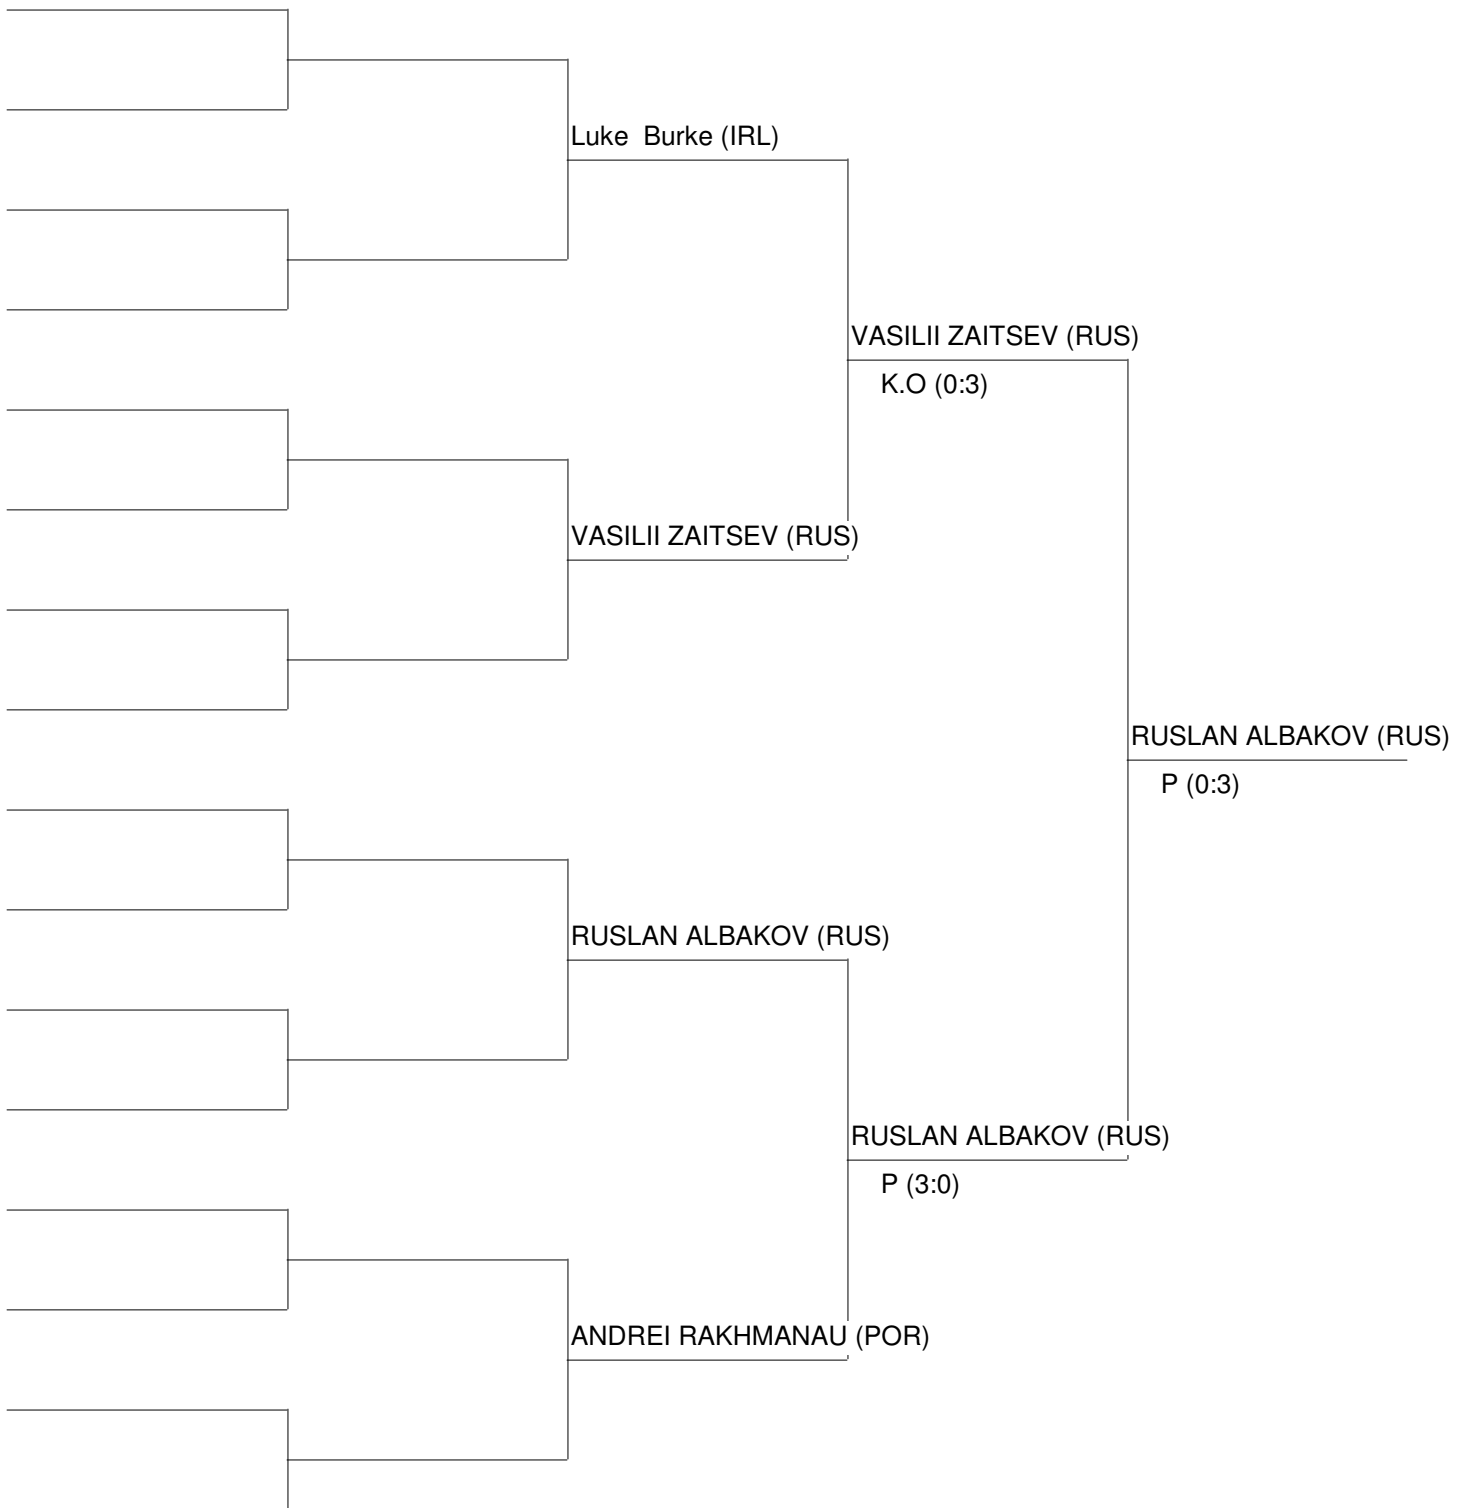 Luke  Burke (IRL)
VASILII ZAITSEV (RUS)
K.O (0:3)
VASILII ZAITSEV (RUS)
RUSLAN ALBAKOV (RUS)
P (0:3)
RUSLAN ALBAKOV (RUS)
RUSLAN ALBAKOV (RUS)
P (3:0)
ANDREI RAKHMANAU (POR)